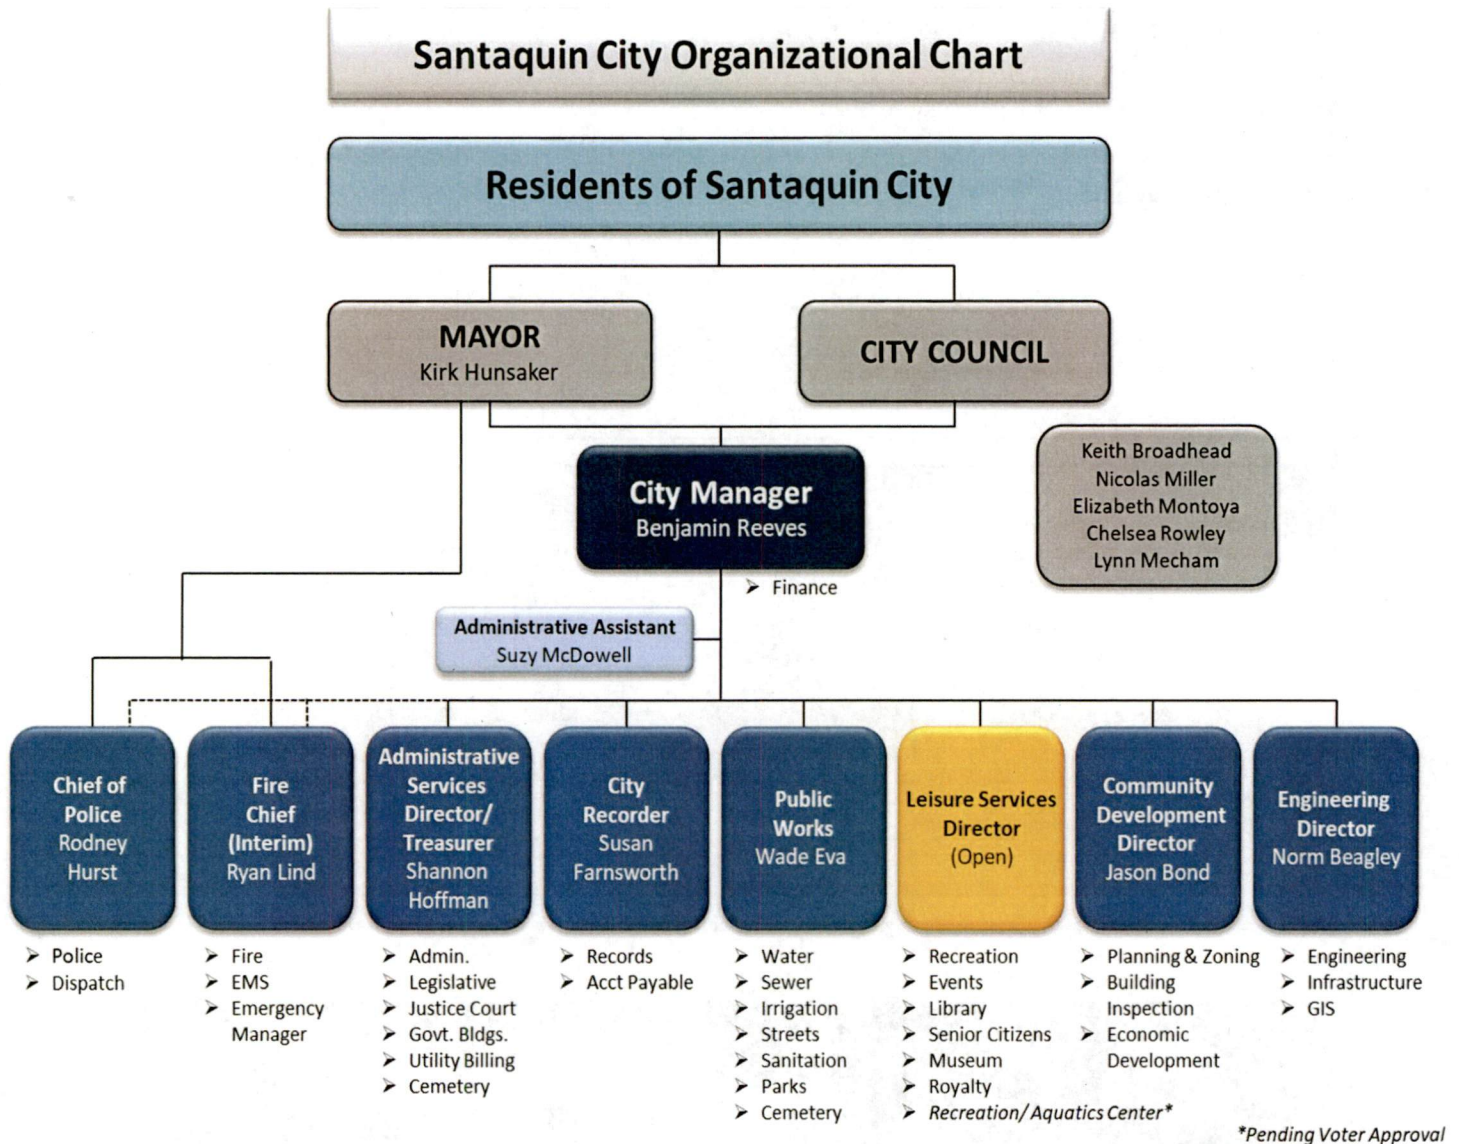 Santaquin City Organizational Chart
Residents of Santaquin City
MAYOR
Kirk Hunsaker
CITY COUNCIL
Keith Broadhead
Nicolas Miller
Elizabeth Montoya
Chelsea Rowley
Lynn Mecham
City Manager
Benjamin Reeves
➢ Finance
Administrative Assistant
Suzy McDowell
Chief of
Police
Rodney
Hurst
➢ Police
➢ Dispatch
Fire
Chief
(Interim)
Ryan Lind
➢ Fire
➢ EMS
➢ Emergency
Manager
Administrative
Services
Director/
Treasurer
Shannon
Hoffman
➢ Admin.
➢ Legislative
➢ Justice Court
➢ Govt. Bldgs.
➢ Utility Billing
➢ Cemetery
City
Recorder
Susan
Farnsworth
➢ Records
➢ Acct Payable
Public
Works
Wade Eva
➢ Water
➢ Sewer
➢ Irrigation
➢ Streets
➢ Sanitation
➢ Parks
➢ Cemetery
Leisure Services
Director
(Open)
➢ Recreation
➢ Events
➢ Library
➢ Senior Citizens
➢ Museum
➢ Royalty
➢ Recreation/Aquatics Center*
Community
Development
Director
Jason Bond
➢ Planning & Zoning
➢ Building
Inspection
➢ Economic
Development
Engineering
Director
Norm Beagley
➢ Engineering
➢ Infrastructure
➢ GIS
*Pending Voter Approval